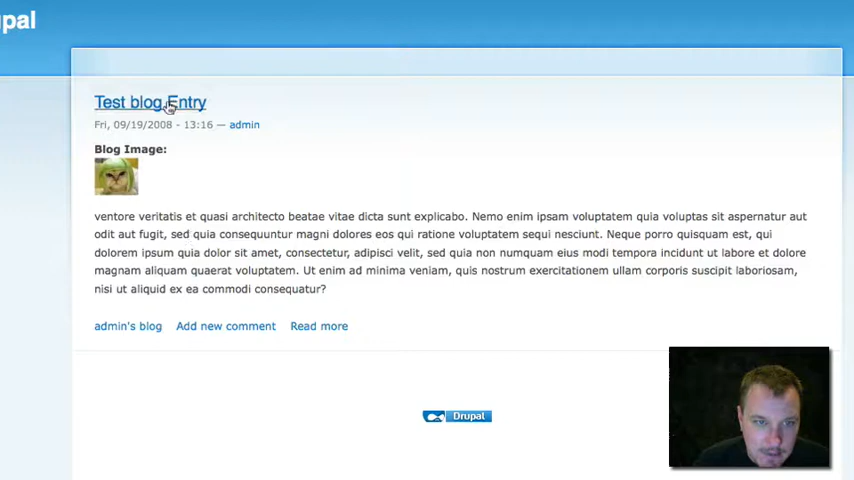 pal
Test blog Entry
Fri, 09/19/2008 - 13:16 — admin
Blog Image:
ventore veritatis et quasi architecto beatae vitae dicta sunt explicabo. Nemo enim ipsam voluptatem quia voluptas sit aspernatur aut
odit aut fugit, sed quia consequuntur magni dolores eos qui ratione voluptatem sequi nesciunt. Neque porro quisquam est, qui
dolorem ipsum quia dolor sit amet, consectetur, adipisci velit, sed quia non numquam eius modi tempora incidunt ut labore et dolore
magnam aliquam quaerat voluptatem. Ut enim ad minima veniam, quis nostrum exercitationem ullam corporis suscipit laboriosam,
nisi ut aliquid ex ea commodi consequatur?
admin's blog Add new comment Read more
Drupal